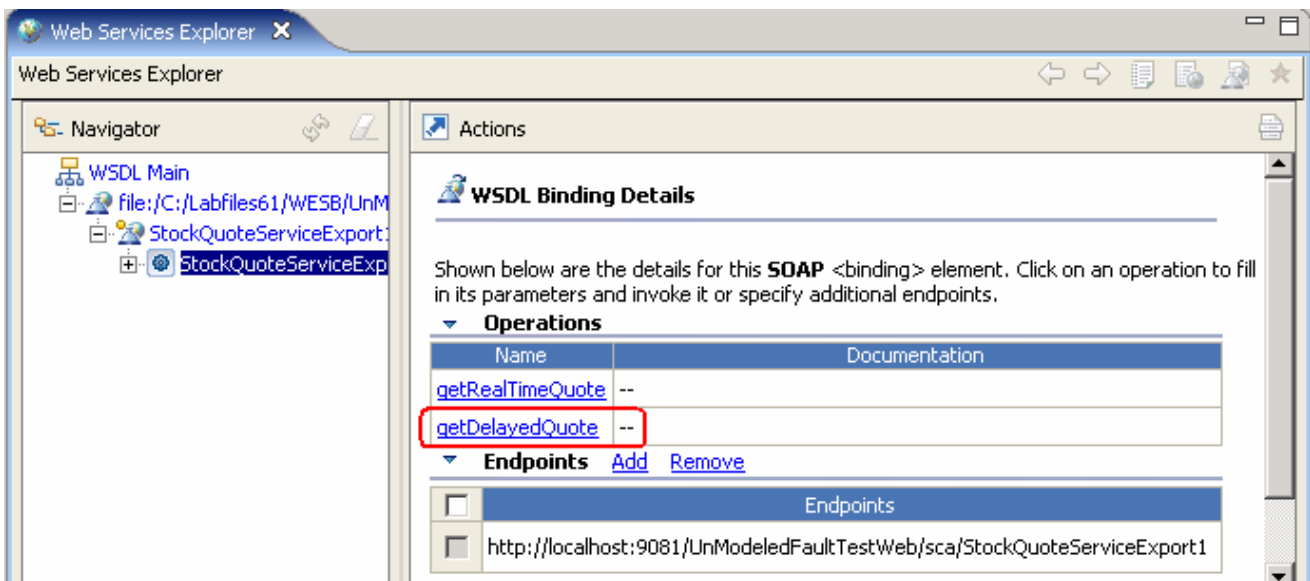 Web Services Explorer
Web Services Explorer
Navigator
WSDL Main
file:/C:/Labfiles61/WESB/UnM
StockQuoteServiceExport1
StockQuoteServiceExp
Actions
WSDL Binding Details
Shown below are the details for this SOAP <binding> element. Click on an operation to fill
in its parameters and invoke it or specify additional endpoints.
Operations
Name Documentation
getRealTimeQuote --
getDelayedQuote --
Endpoints Add Remove
Endpoints
http://localhost:9081/UnModeledFaultTestWeb/sca/StockQuoteServiceExport1